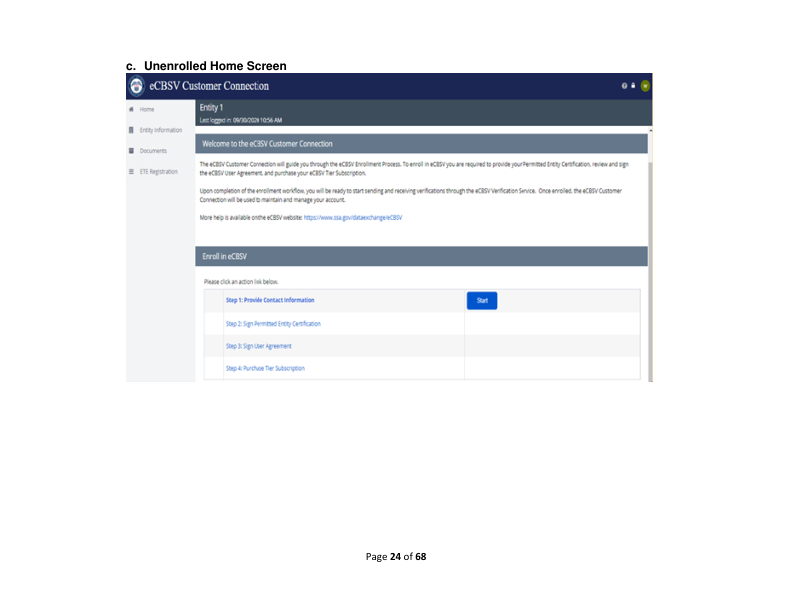 c. Unenrolled Home Screen
eCBSV Customer Connection
Home
Entity Information
Documents
ETE Registration
Entity 1
Last logged in: 09/30/2024 10:56 AM
Welcome to the eCBSV Customer Connection
The eCBSV Customer Connection will guide you through the eCBSV Enrollment Process. To enroll in eCBSV you are required to provide your Permitted Entity Certification, review and sign
the eCBSV User Agreement, and purchase your eCBSV Tier Subscription.
Upon completion of the enrollment workflow, you will be ready to start sending and receiving verifications through the eCBSV Verification Service. Once enrolled, the eCBSV Customer
Connection will be used to maintain and manage your account.
More help is available on the eCBSV website: https://www.ssa.gov/dataexchange/eCBSV
Enroll in eCBSV
Please click an action link below.
Step 1: Provide Contact Information
Start
Step 2: Sign Permitted Entity Certification
Step 3: Sign User Agreement
Step 4: Purchase Tier Subscription
Page 24 of 68